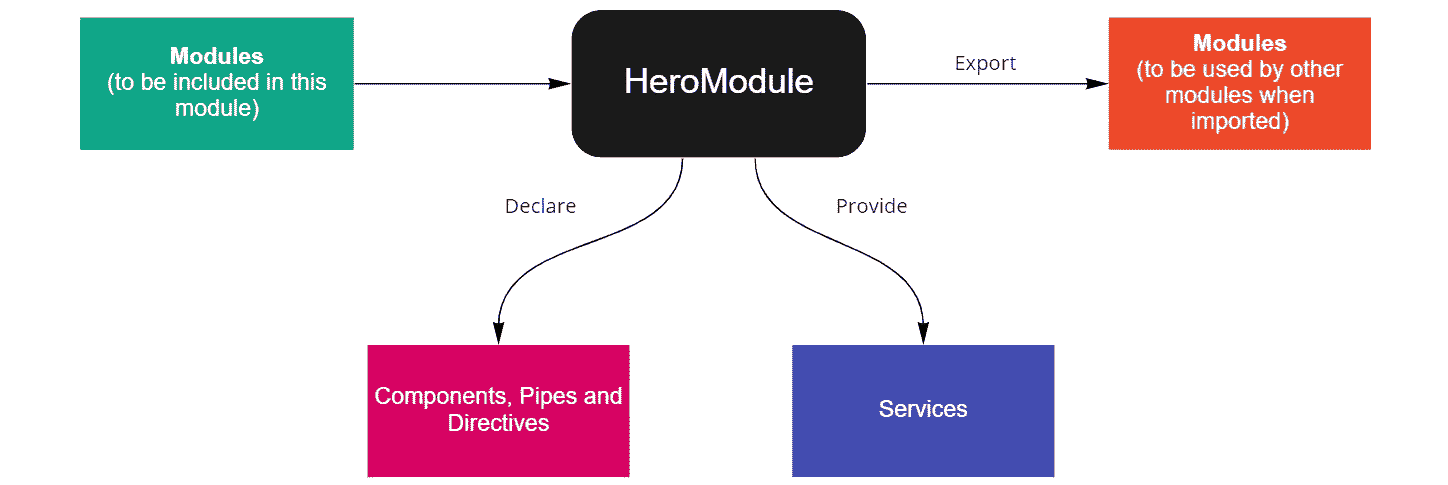 Modules
(to be included in this
module)
HeroModule
Export
Modules
(to be used by other
modules when
imported)
Declare
Provide
Components, Pipes and
Directives
Services